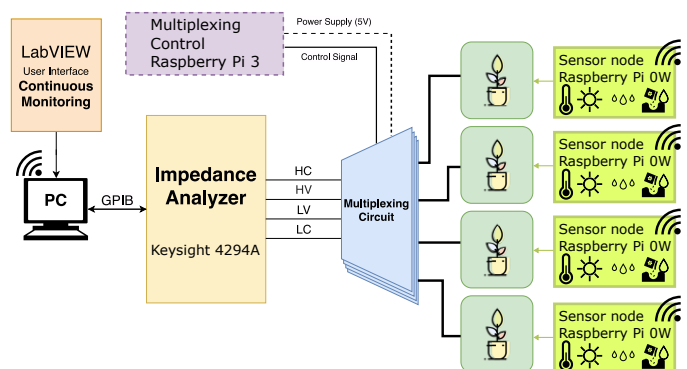 LabVIEW
User Interface
Continuous
Monitoring
Multiplexing
Control
Raspberry Pi 3
Power Supply (5V)
Control Signal
PC
GPIB
Impedance
Analyzer
Keysight 4294A
HC
HV
LV
LC
Multiplexing
Circuit
Sensor node
Raspberry Pi 0W
Sensor node
Raspberry Pi 0W
Sensor node
Raspberry Pi 0W
Sensor node
Raspberry Pi 0W